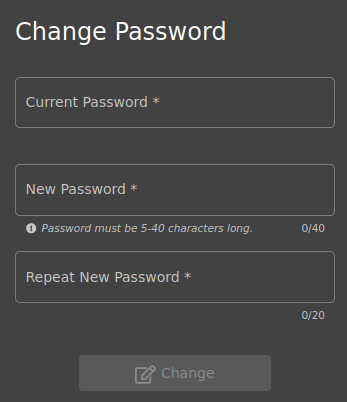 Change Password
Current Password *
New Password *
Password must be 5-40 characters long. 0/40
Repeat New Password *
0/20
Change